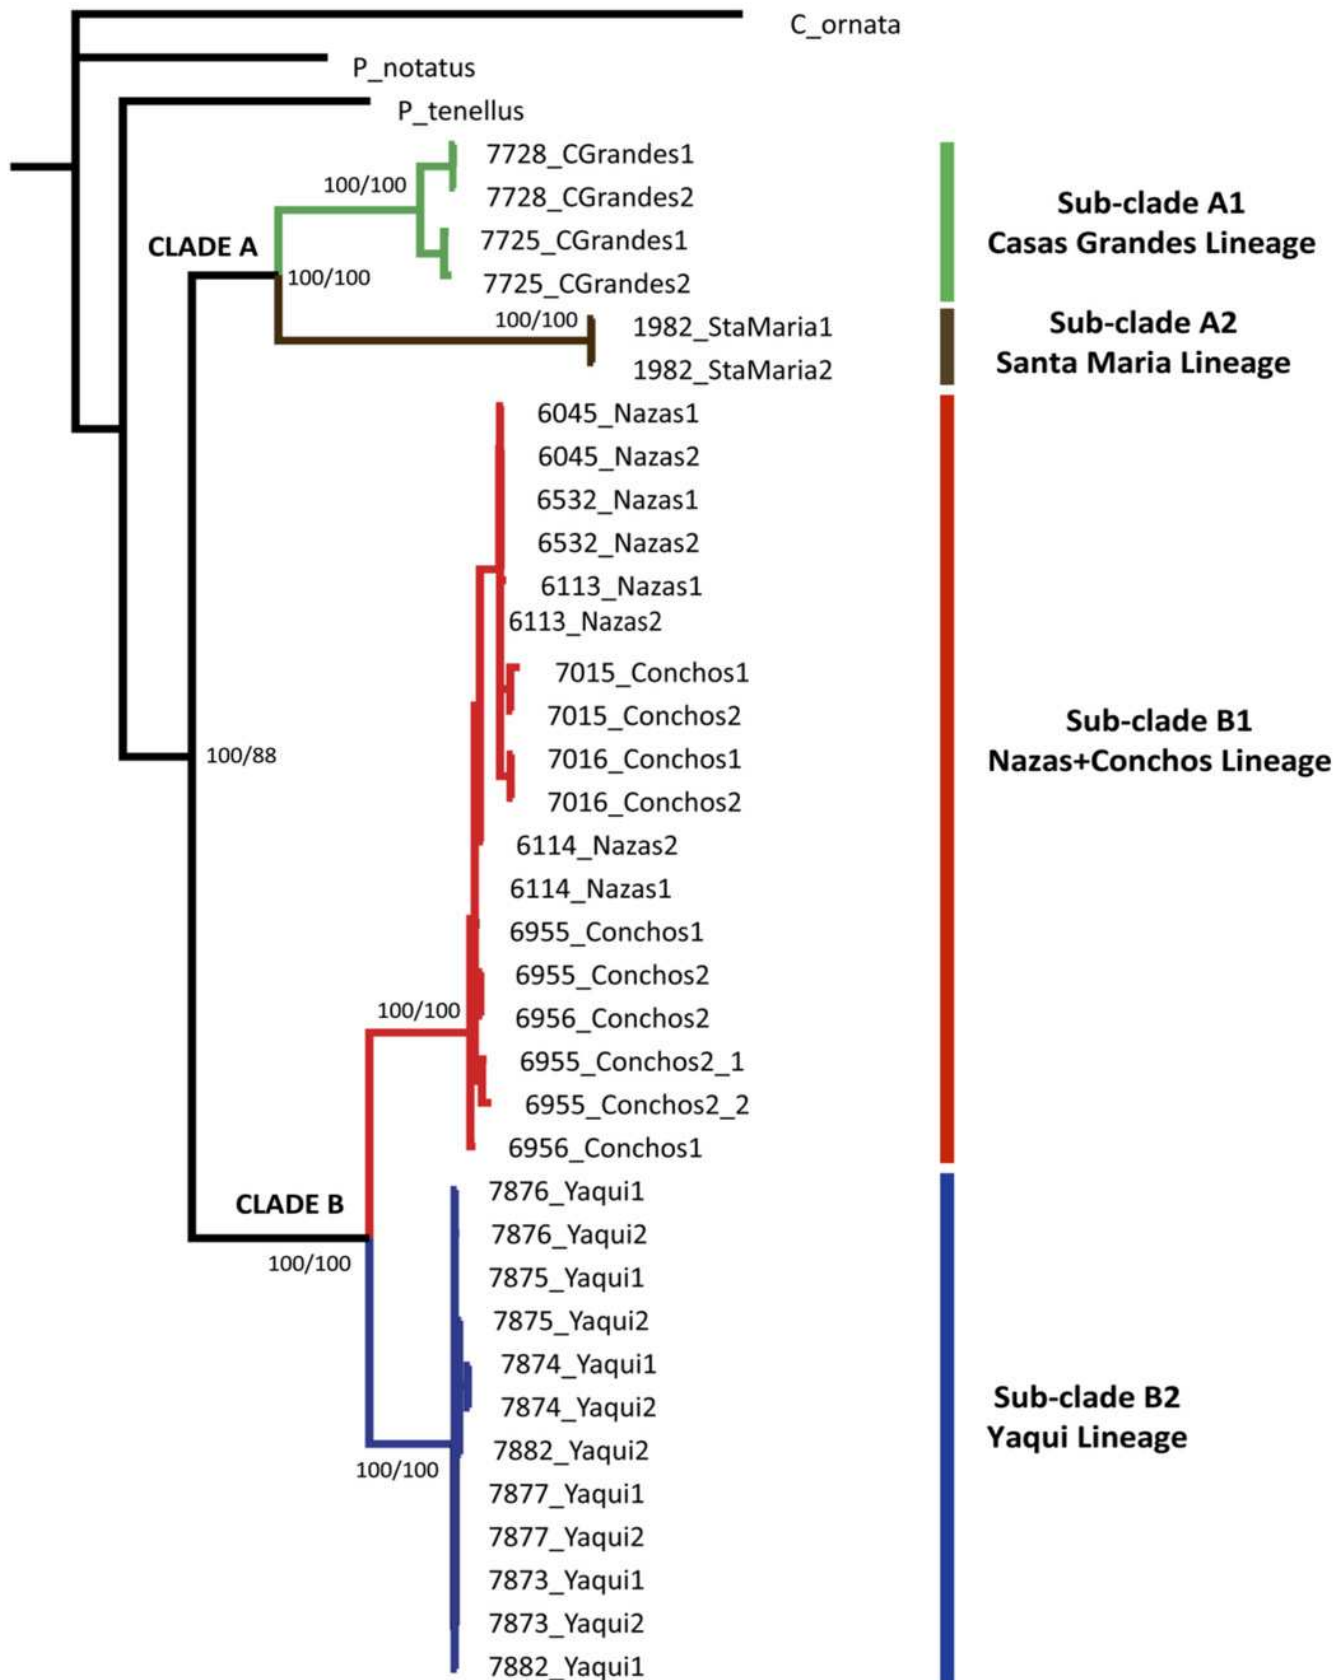 C_ornata
P_notatus
P_tenellus
7728_CGrandes1
100/100
7728_CGrandes2
Sub-clade A1
7725_CGrandes1
Casas Grandes Lineage
CLADE A
100/100
7725_CGrandes2
100/100
1982_StaMaria1
Sub-clade A2
1982_StaMaria2
Santa Maria Lineage
6045_Nazas1
6045_Nazas2
6532_Nazas1
6532_Nazas2
6113_Nazas1
6113_Nazas2
7015_Conchos1
7015_Conchos2
Sub-clade B1
100/88
7016_Conchos1
Nazas+Conchos Lineage
7016_Conchos2
6114_Nazas2
6114_Nazas1
6955_Conchos1
6955_Conchos2
100/100
6956_Conchos2
6955_Conchos2_1
6955_Conchos2_2
6956_Conchos1
7876_Yaqui1
CLADE B
7876_Yaqui2
100/100
7875_Yaqui1
7875_Yaqui2
7874_Yaqui1
7874_Yaqui2
Sub-clade B2
Yaqui Lineage
7882_Yaqui2
100/100
7877_Yaqui1
7877_Yaqui2
7873_Yaqui1
7873_Yaqui2
7882_Yaqui1